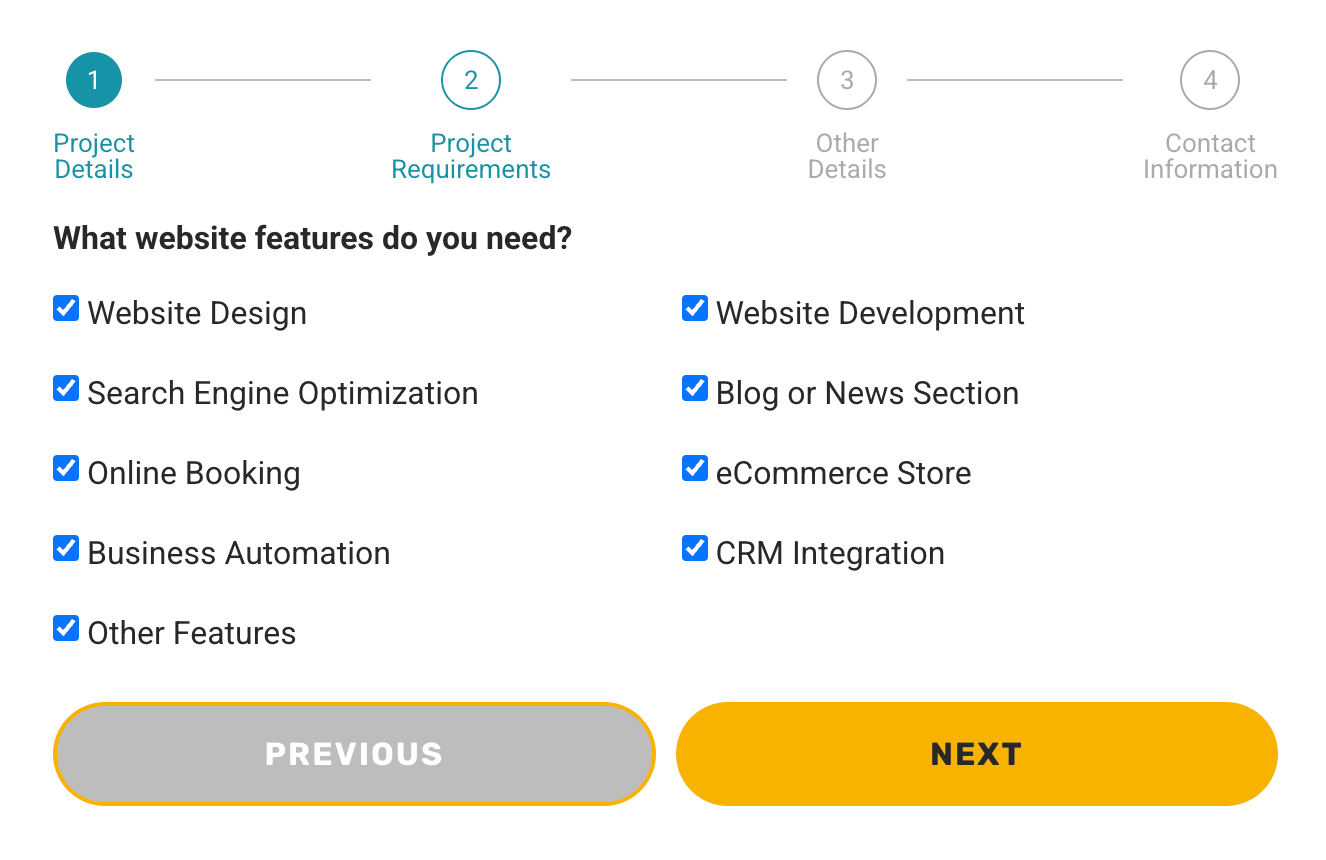 1
2
3
4
Project
Details
Project
Requirements
Other
Details
Contact
Information
What website features do you need?
Website Design
Website Development
Search Engine Optimization
Blog or News Section
Online Booking
eCommerce Store
Business Automation
CRM Integration
Other Features
PREVIOUS
NEXT